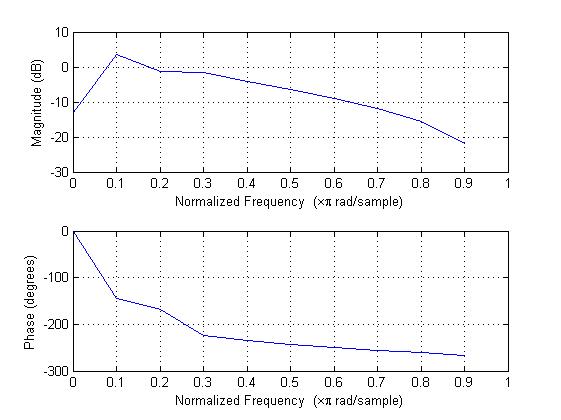 10
0
-10
-20
-30
Magnitude (dB)
0 0.1 0.2 0.3 0.4 0.5 0.6 0.7 0.8 0.9 1
Normalized Frequency (×π rad/sample)
0
-100
-200
-300
Phase (degrees)
0 0.1 0.2 0.3 0.4 0.5 0.6 0.7 0.8 0.9 1
Normalized Frequency (×π rad/sample)